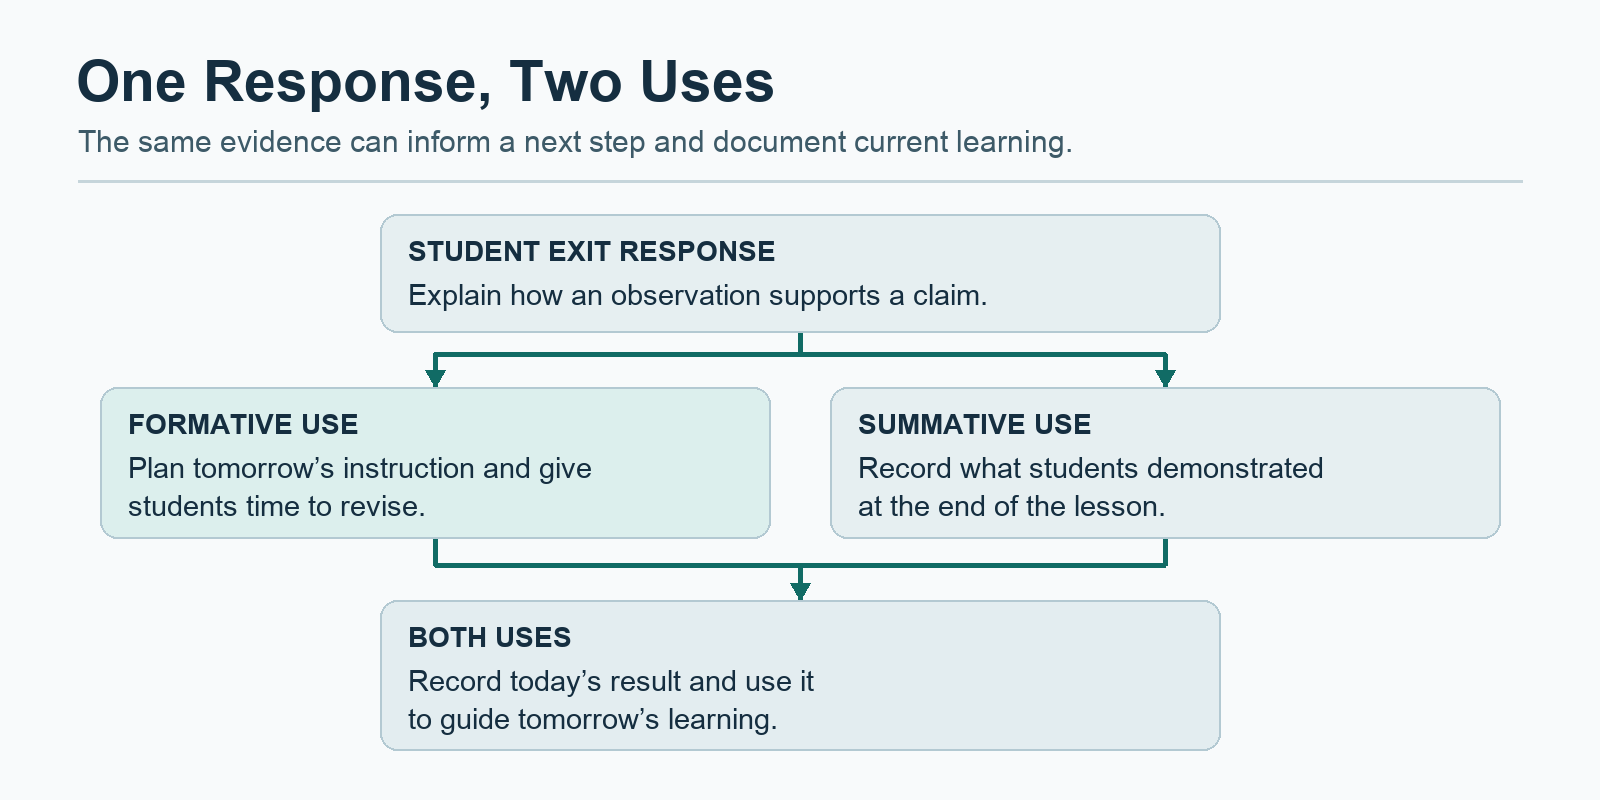 One Response, Two Uses
The same evidence can inform a next step and document current learning.
STUDENT EXIT RESPONSE
Explain how an observation supports a claim.
FORMATIVE USE
Plan tomorrow’s instruction and give
students time to revise.
SUMMATIVE USE
Record what students demonstrated
at the end of the lesson.
BOTH USES
Record today’s result and use it
to guide tomorrow’s learning.